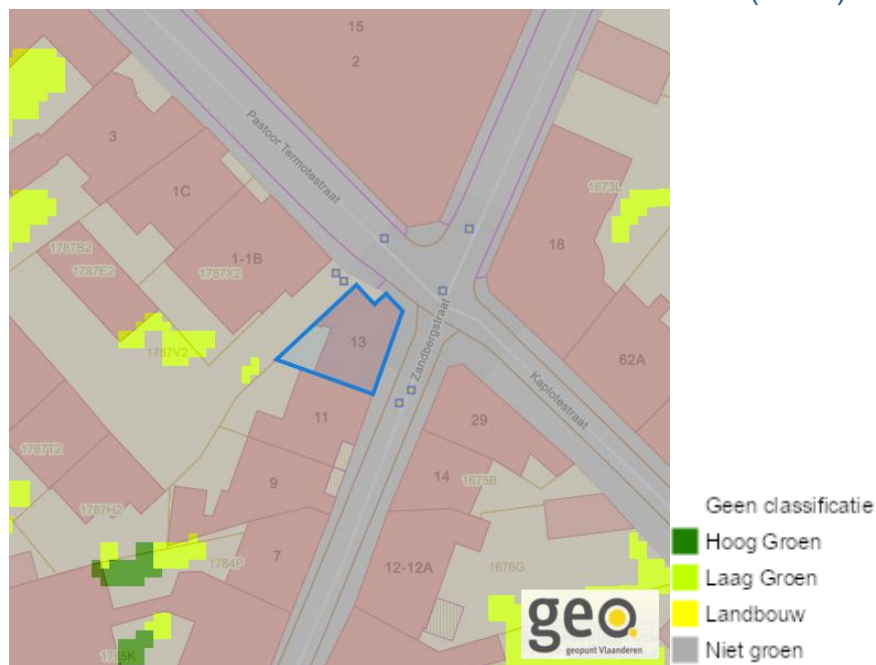 15
2
Pastoor Termotestraat
3
1C
1673L
1-1B
18
1787B2
1787E2
1787X2
13
Zandbergstraat
1787V2
62A
Kaplotestraat
11
29
1787T2
9
14
1675B
1787H2
7
1784P
12-12A
1676G
1785K
geo
geopunt Vlaanderen
Geen classificatie
Hoog Groen
Laag Groen
Landbouw
Niet groen